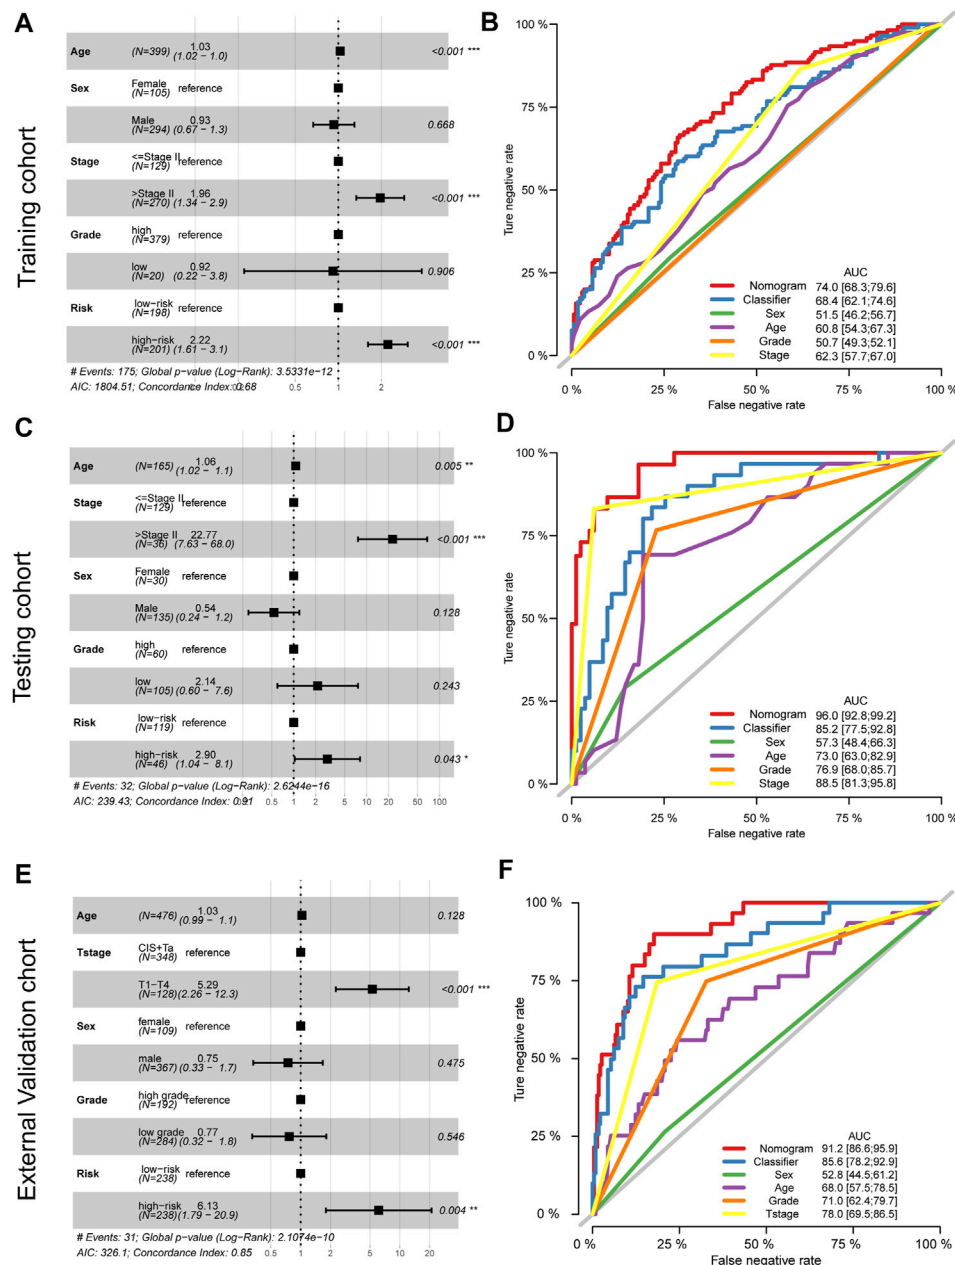 A
Training cohort
Age (N=399) 1.03 (1.02 − 1.0) <0.001 ***
Sex Female (N=105) reference
Male (N=294) 0.93 (0.67 − 1.3) 0.668
Stage <=Stage II (N=129) reference
>Stage II (N=270) 1.96 (1.34 − 2.9) <0.001 ***
Grade high (N=379) reference
low (N=20) 0.92 (0.22 − 3.8) 0.906
Risk low−risk (N=198) reference
high−risk (N=201) 2.22 (1.61 − 3.1) <0.001 ***
# Events: 175; Global p−value (Log−Rank): 3.5331e−12
AIC: 1804.51; Concordance Index: 0.68
0.5 1 2
B
Ture negative rate
100 %
75 %
50 %
25 %
0 %
AUC
Nomogram 74.0 [68.3;79.6]
Classifier 68.4 [62.1;74.6]
Sex 51.5 [46.2;56.7]
Age 60.8 [54.3;67.3]
Grade 50.7 [49.3;52.1]
Stage 62.3 [57.7;67.0]
0 % 25 % 50 % 75 % 100 %
False negative rate
C
Testing cohort
Age (N=165) 1.06 (1.02 − 1.1) 0.005 **
Stage <=Stage II (N=129) reference
>Stage II (N=36) 22.77 (7.63 − 68.0) <0.001 ***
Sex Female (N=30) reference
Male (N=135) 0.54 (0.24 − 1.2) 0.128
Grade high (N=60) reference
low (N=105) 2.14 (0.60 − 7.6) 0.243
Risk low−risk (N=119) reference
high−risk (N=46) 2.90 (1.04 − 8.1) 0.043 *
# Events: 32; Global p−value (Log−Rank): 2.6244e−16
AIC: 239.43; Concordance Index: 0.91
0.5 1 2 5 10 20 50 100
D
Ture negative rate
100 %
75 %
50 %
25 %
0 %
AUC
Nomogram 96.0 [92.8;99.2]
Classifier 85.2 [77.5;92.8]
Sex 57.3 [48.4;66.3]
Age 73.0 [63.0;82.9]
Grade 76.9 [68.0;85.7]
Stage 88.5 [81.3;95.8]
0 % 25 % 50 % 75 % 100 %
False negative rate
E
External Validation chort
Age (N=476) 1.03 (0.99 − 1.1) 0.128
Tstage CIS+Ta (N=348) reference
T1−T4 (N=128) 5.29 (2.26 − 12.3) <0.001 ***
Sex female (N=109) reference
male (N=367) 0.75 (0.33 − 1.7) 0.475
Grade high grade (N=192) reference
low grade (N=284) 0.77 (0.32 − 1.8) 0.546
Risk low−risk (N=238) reference
high−risk (N=238) 6.13 (1.79 − 20.9) 0.004 **
# Events: 31; Global p−value (Log−Rank): 2.1074e−10
AIC: 326.1; Concordance Index: 0.85
0.5 1 2 5 10 20
F
Ture negative rate
100 %
75 %
50 %
25 %
0 %
AUC
Nomogram 91.2 [86.6;95.9]
Classifier 85.6 [78.2;92.9]
Sex 52.8 [44.5;61.2]
Age 68.0 [57.5;78.5]
Grade 71.0 [62.4;79.7]
Tstage 78.0 [69.5;86.5]
0 % 25 % 50 % 75 % 100 %
False negative rate